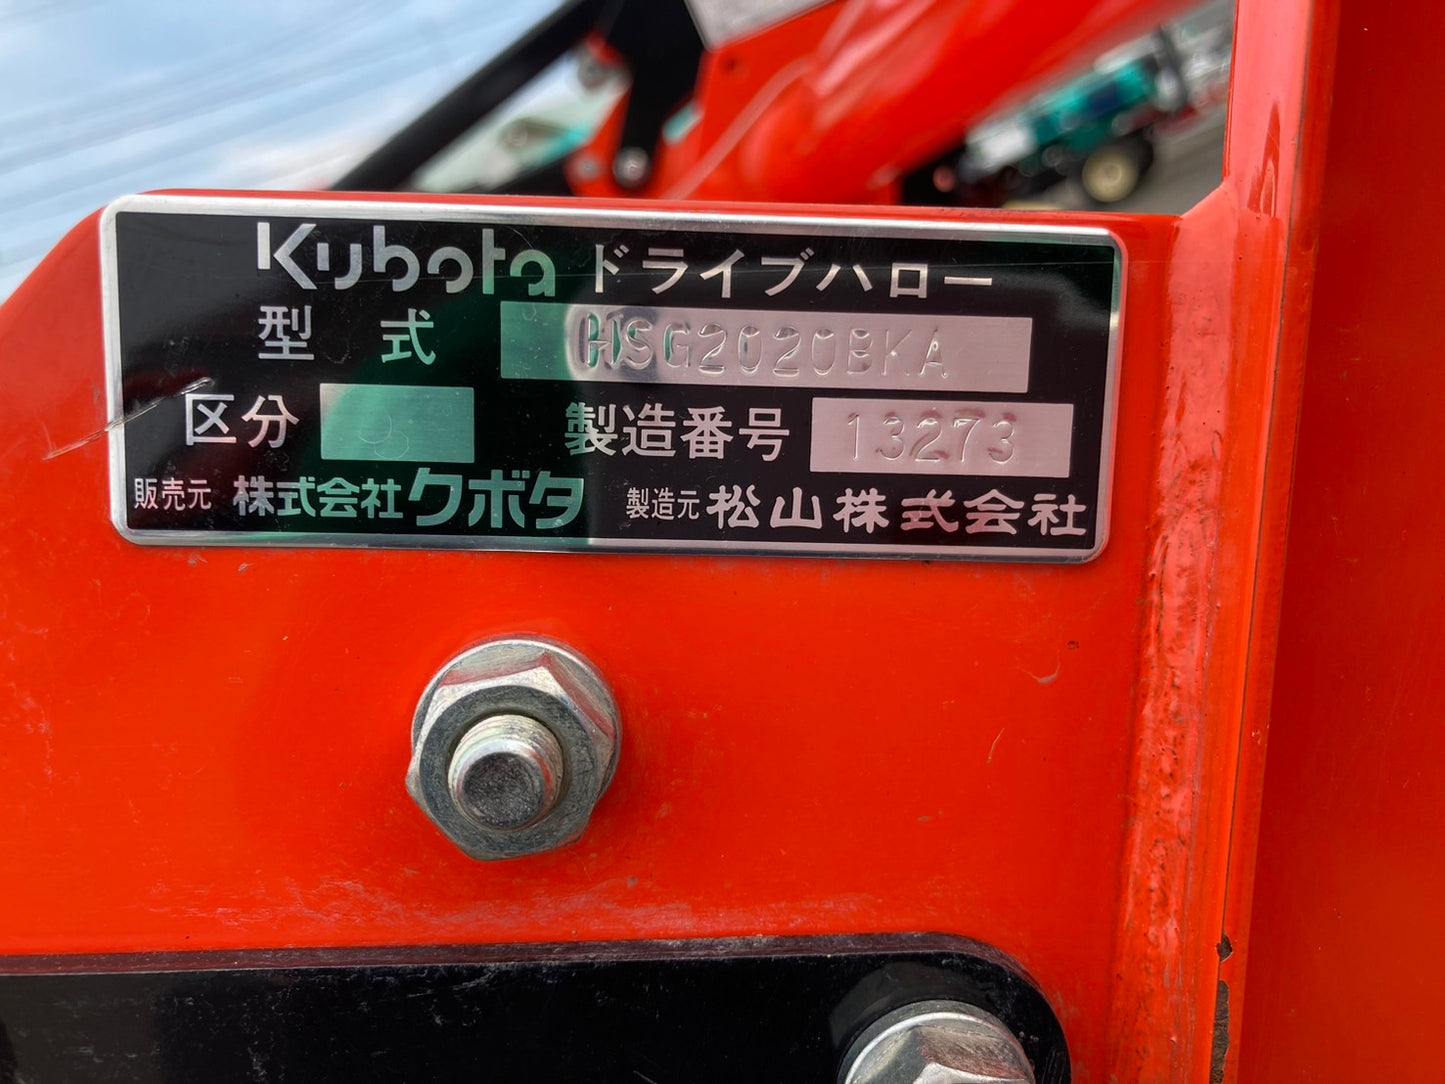 Kubota ドライブハロー
型式 HSG2020BKA
区分 9 製造番号 13273
販売元 株式会社クボタ 製造元 松山株式会社